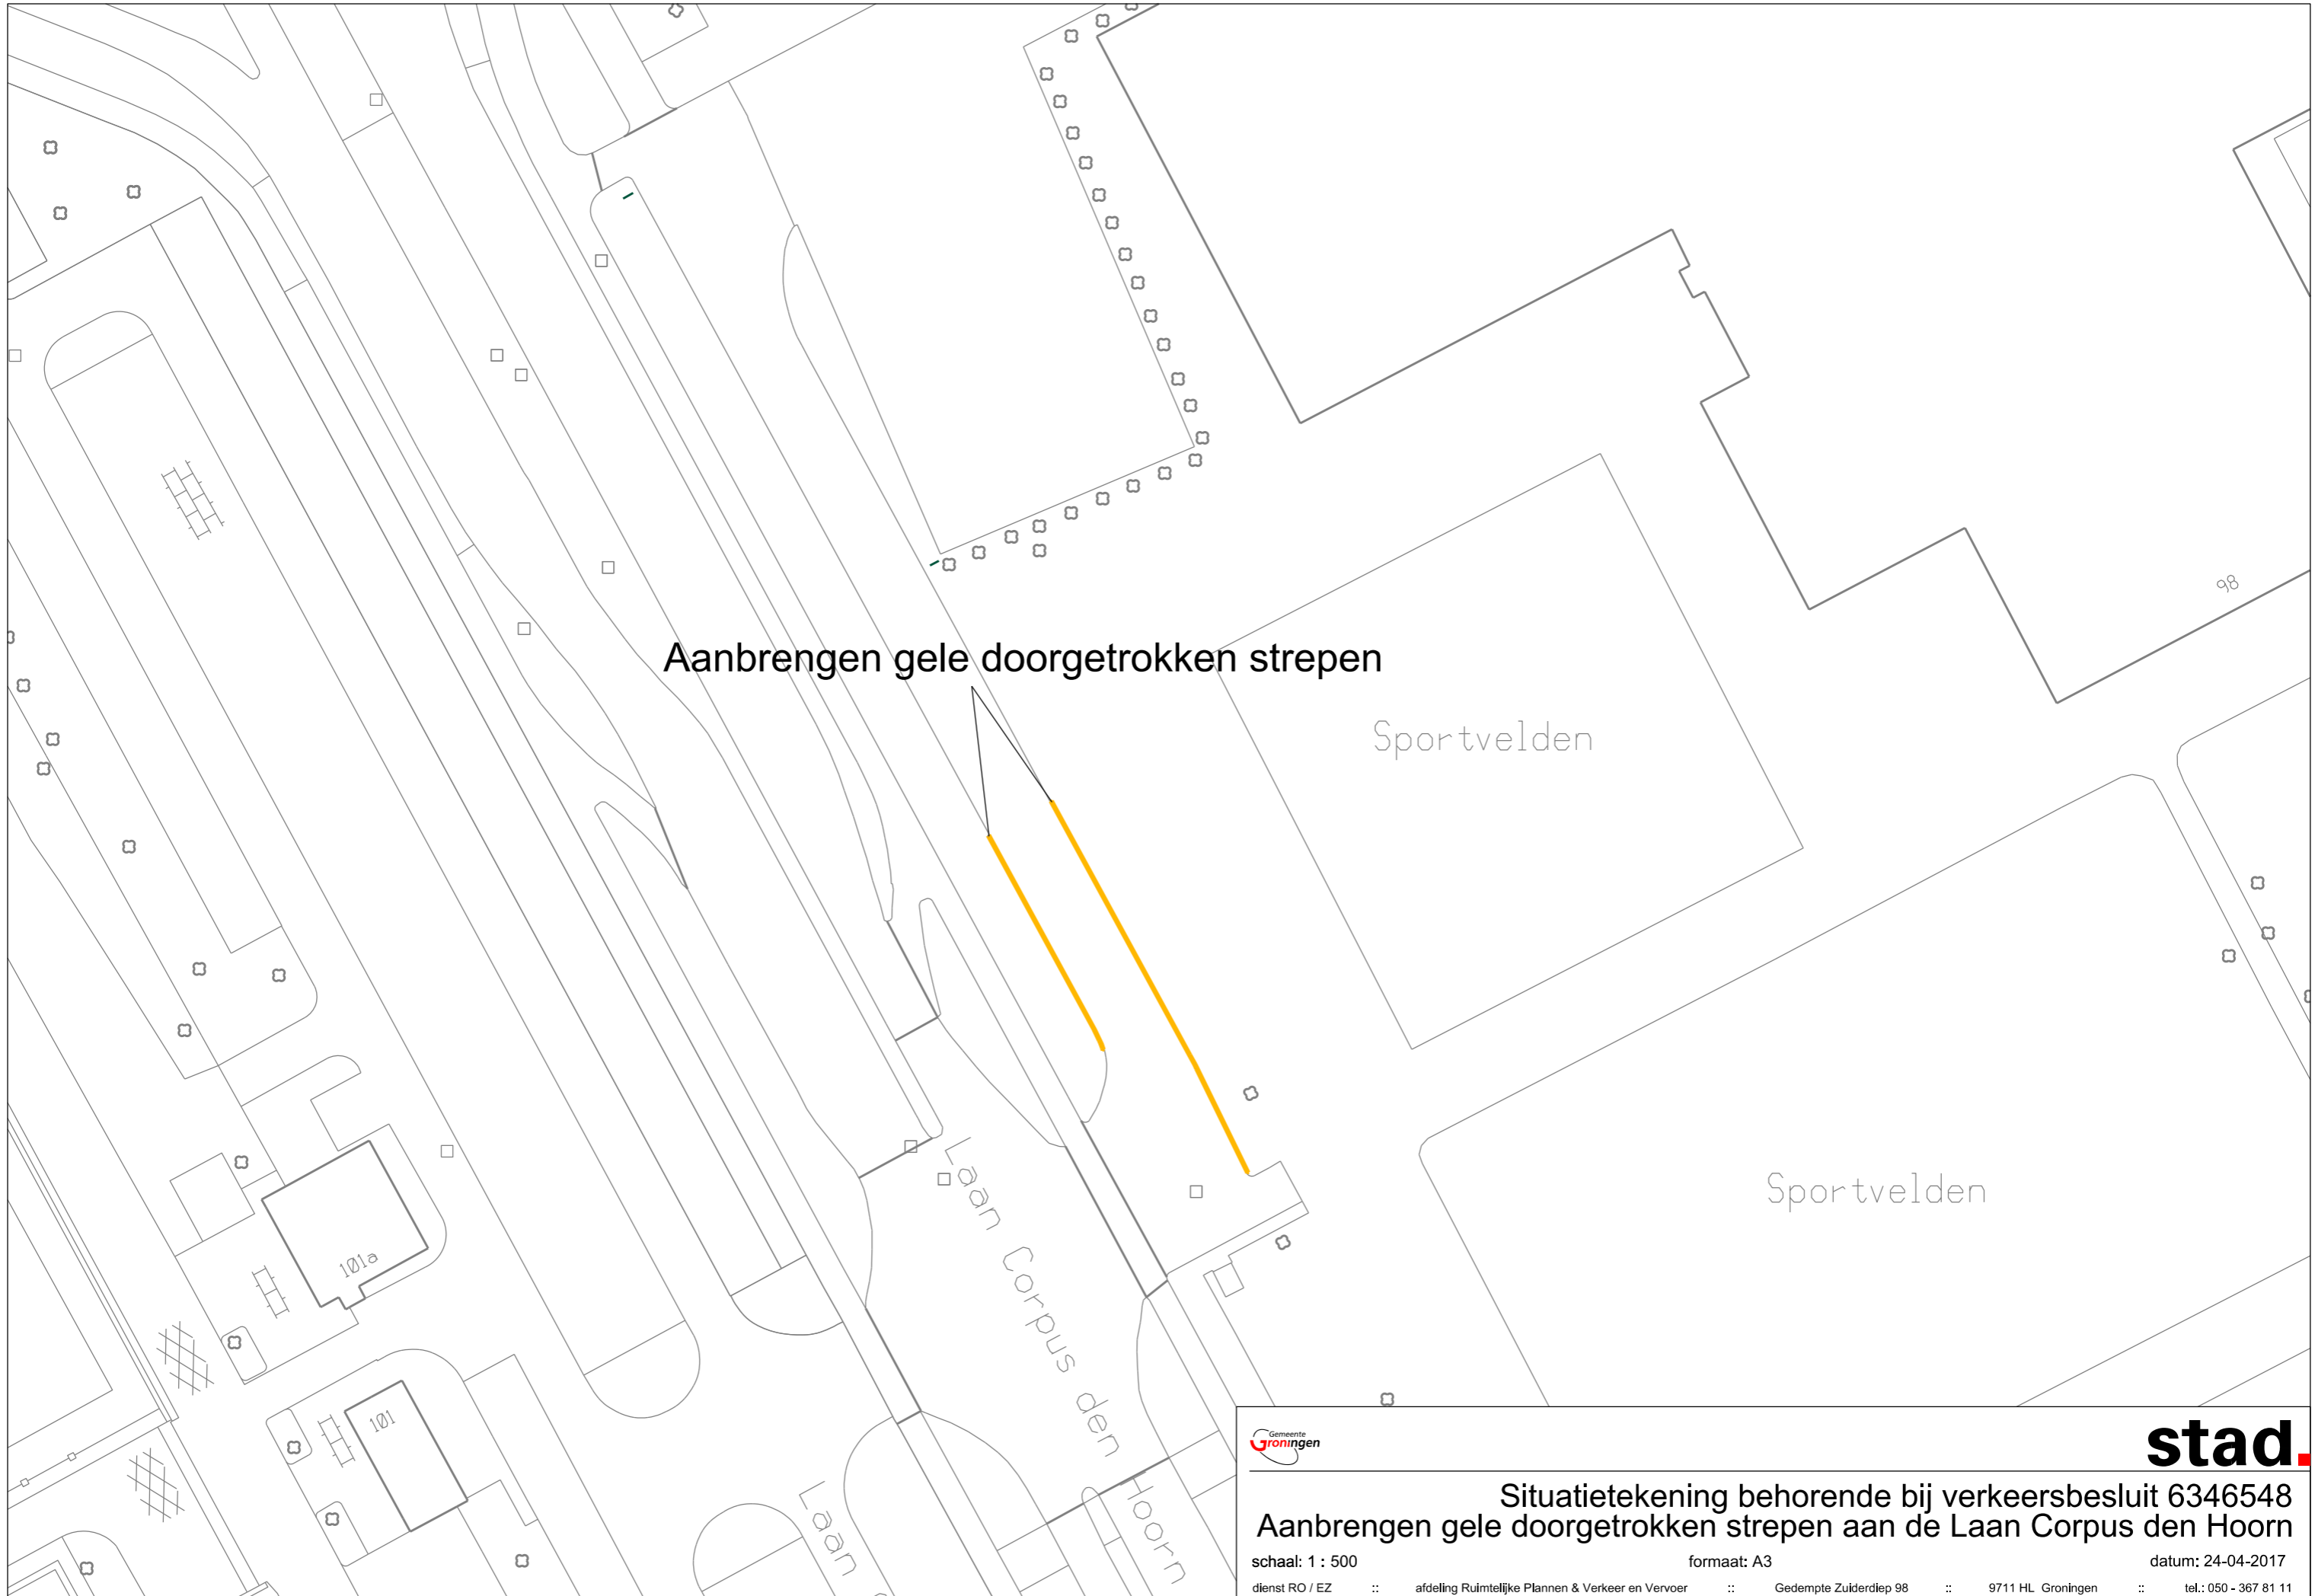 Aanbrengen gele doorgetrokken strepen
98
Sportvelden
Sportvelden
101a
101
Laan Corpus den Hoorn
Laan
Gemeente
Groningen
stad.
Situatietekening behorende bij verkeersbesluit 6346548
Aanbrengen gele doorgetrokken strepen aan de Laan Corpus den Hoorn
schaal: 1 : 500 formaat: A3 datum: 24-04-2017
dienst RO / EZ :: afdeling Ruimtelijke Plannen & Verkeer en Vervoer :: Gedempte Zuiderdiep 98 :: 9711 HL Groningen :: tel.: 050 - 367 81 11